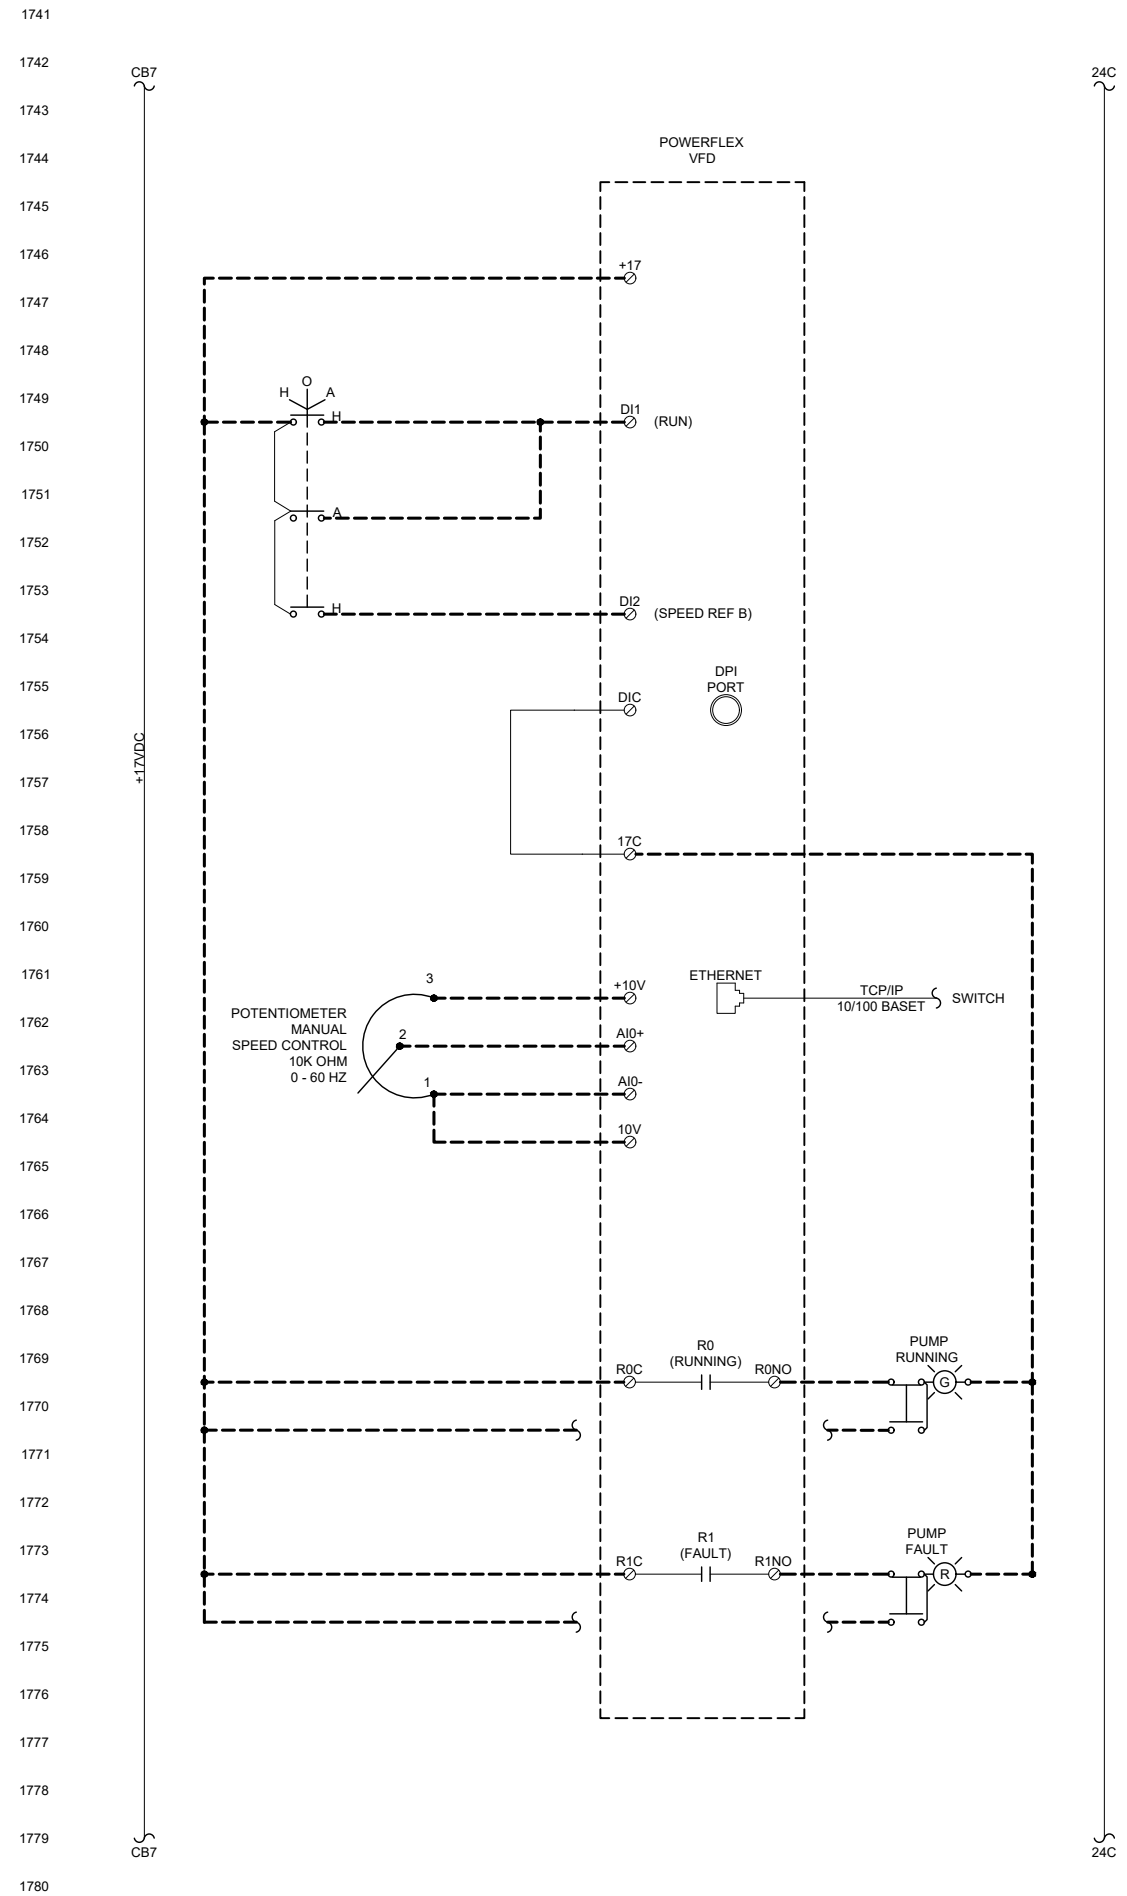 1741
1742
CB7
24C
1743
1744
POWERFLEX
VFD
1745
1746
+17
1747
1748
O
H
A
1749
H
DI1
(RUN)
1750
1751
A
1752
1753
H
DI2
(SPEED REF B)
1754
DPI
PORT
1755
DIC
1756
+17VDC
1757
1758
17C
1759
1760
1761
3
+10V
ETHERNET
TCP/IP
10/100 BASET
SWITCH
POTENTIOMETER
MANUAL
SPEED CONTROL
10K OHM
0 - 60 HZ
1762
2
AI0+
1763
1
AI0-
1764
10V
1765
1766
1767
1768
1769
R0C
R0
(RUNNING)
R0NO
PUMP
RUNNING
G
1770
1771
1772
1773
R1C
R1
(FAULT)
R1NO
PUMP
FAULT
R
1774
1775
1776
1777
1778
1779
CB7
24C
1780